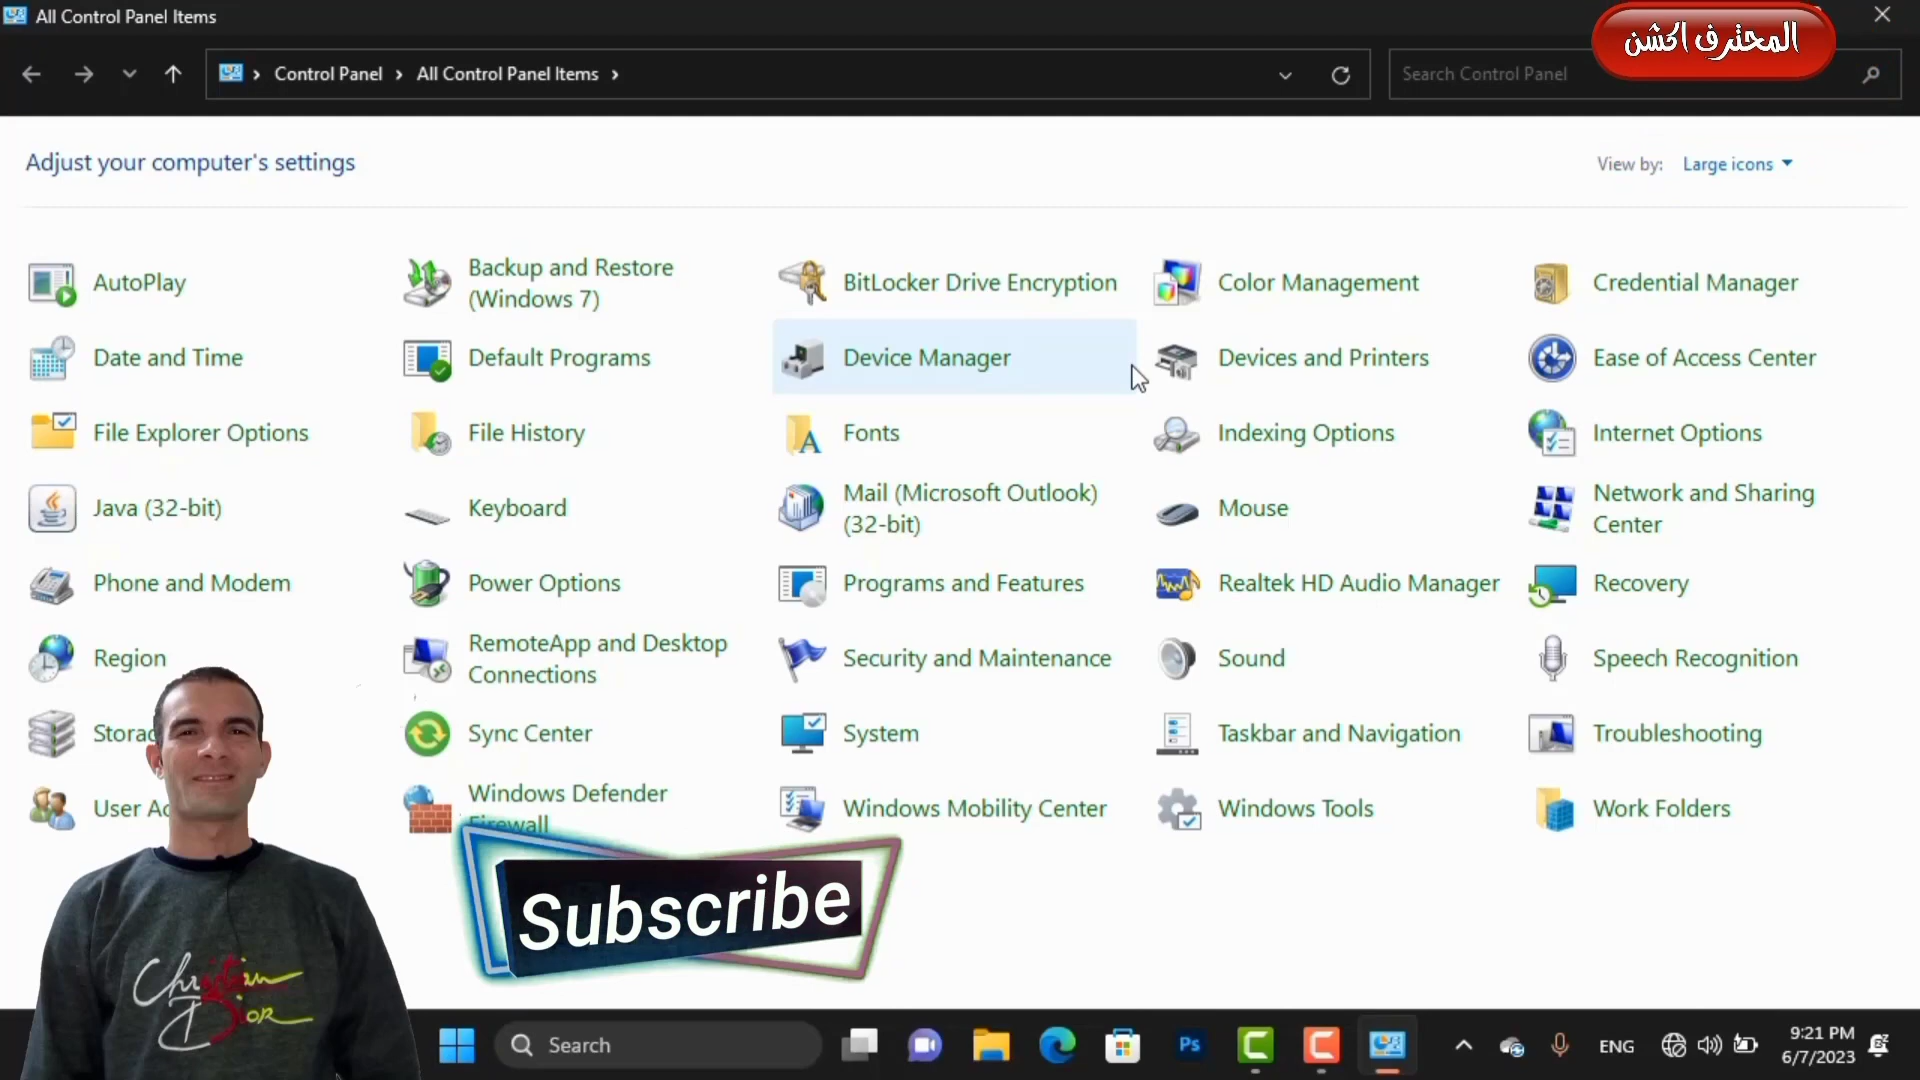 All Control Panel Items
المحترف اكشن
Control Panel
All Control Panel Items
Search Control Panel
Adjust your computer's settings
View by:
Large icons
AutoPlay
Backup and Restore
(Windows 7)
BitLocker Drive Encryption
Color Management
Credential Manager
Date and Time
Default Programs
Device Manager
Devices and Printers
Ease of Access Center
File Explorer Options
File History
Fonts
Indexing Options
Internet Options
Java (32-bit)
Keyboard
Mail (Microsoft Outlook)
(32-bit)
Mouse
Network and Sharing
Center
Phone and Modem
Power Options
Programs and Features
Realtek HD Audio Manager
Recovery
Region
RemoteApp and Desktop
Connections
Security and Maintenance
Sound
Speech Recognition
Sync Center
System
Taskbar and Navigation
Troubleshooting
User
Windows Defender
Firewall
Windows Mobility Center
Windows Tools
Work Folders
Subscribe
Christian
Dior
Search
Ps
ENG
9:21 PM
6/7/2023